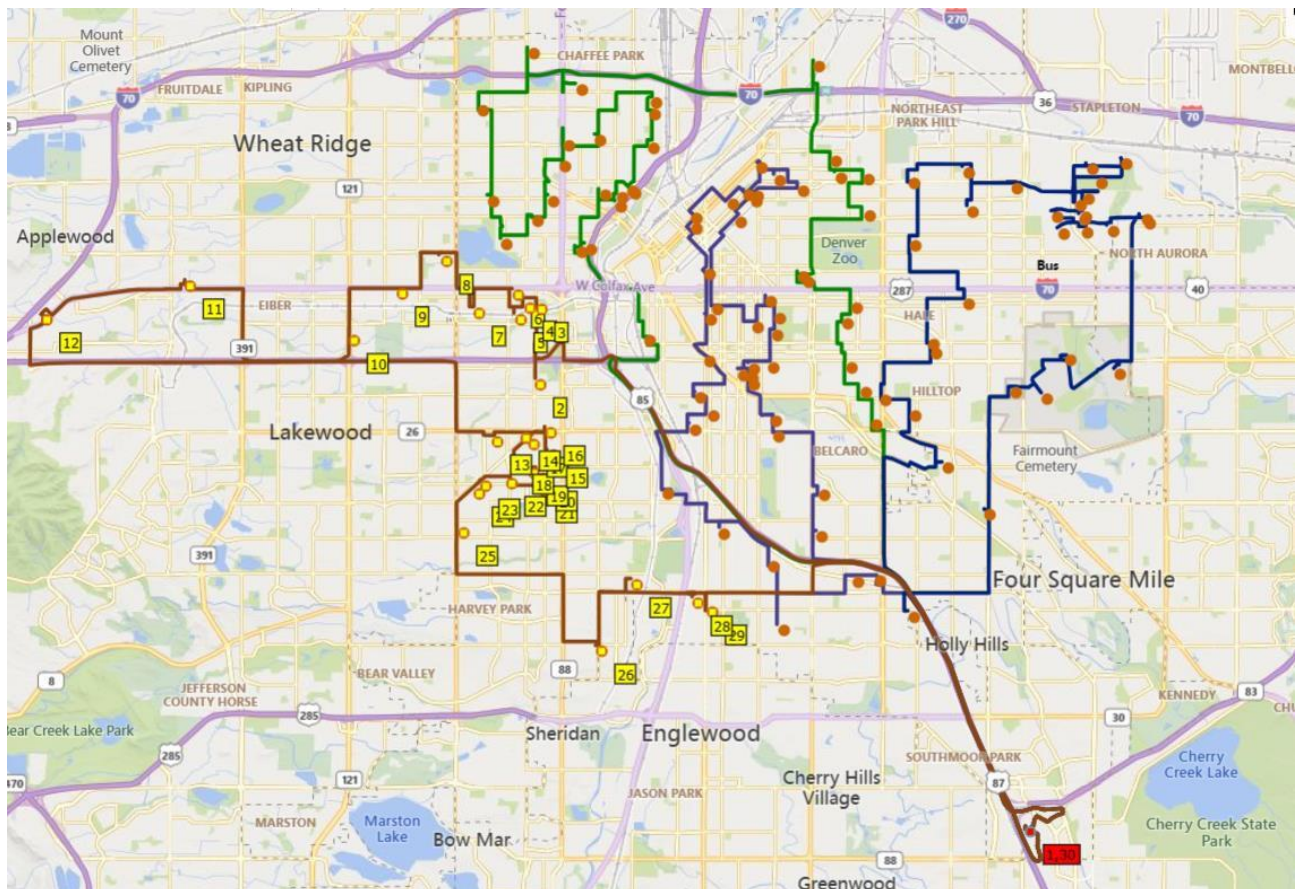 Mount
Olivet
Cemetery
CHAFFEE PARK
270
MONTBELLO
FRUITDALE
KIPLING
70
70
36
STAPLETON
NORTHEAST
PARK HILL
70
Wheat Ridge
121
Applewood
Denver
Zoo
NORTH AURORA
Bus
W Colfax Ave
8
EIBER
11
9
6
4
3
7
5
12
391
10
287
70
40
HALE
85
HILLTOP
2
Lakewood
26
BELCARO
Fairmount
Cemetery
13
14
16
15
18
19
20
22
21
23
24
25
391
HARVEY PARK
27
28
29
Four Square Mile
Holly Hills
26
88
8
BEAR VALLEY
JEFFERSON
COUNTY HORSE
285
Bear Creek Lake Park
285
Sheridan
Englewood
KENNEDY
83
30
SOUTHMOOR PARK
Cherry
Creek Lake
87
Cherry Hills
Village
470
121
JASON PARK
MARSTON
Marston
Lake
Bow Mar
Cherry Creek State
Park
1,30
88
Greenwood